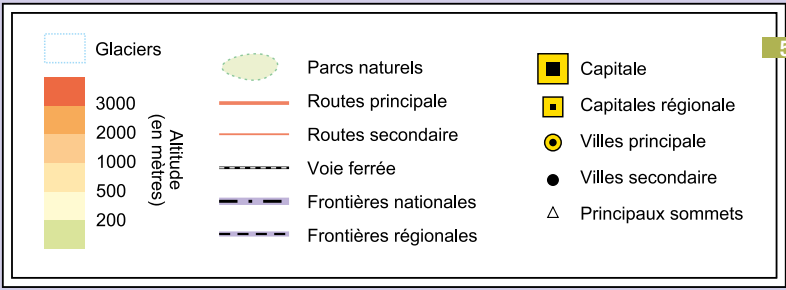 Glaciers
3000
2000
1000
500
200
Altitude
(en mètres)
Parcs naturels
Routes principale
Routes secondaire
Voie ferrée
Frontières nationales
Frontières régionales
Capitale
Capitales régionale
Villes principale
Villes secondaire
Principaux sommets
5